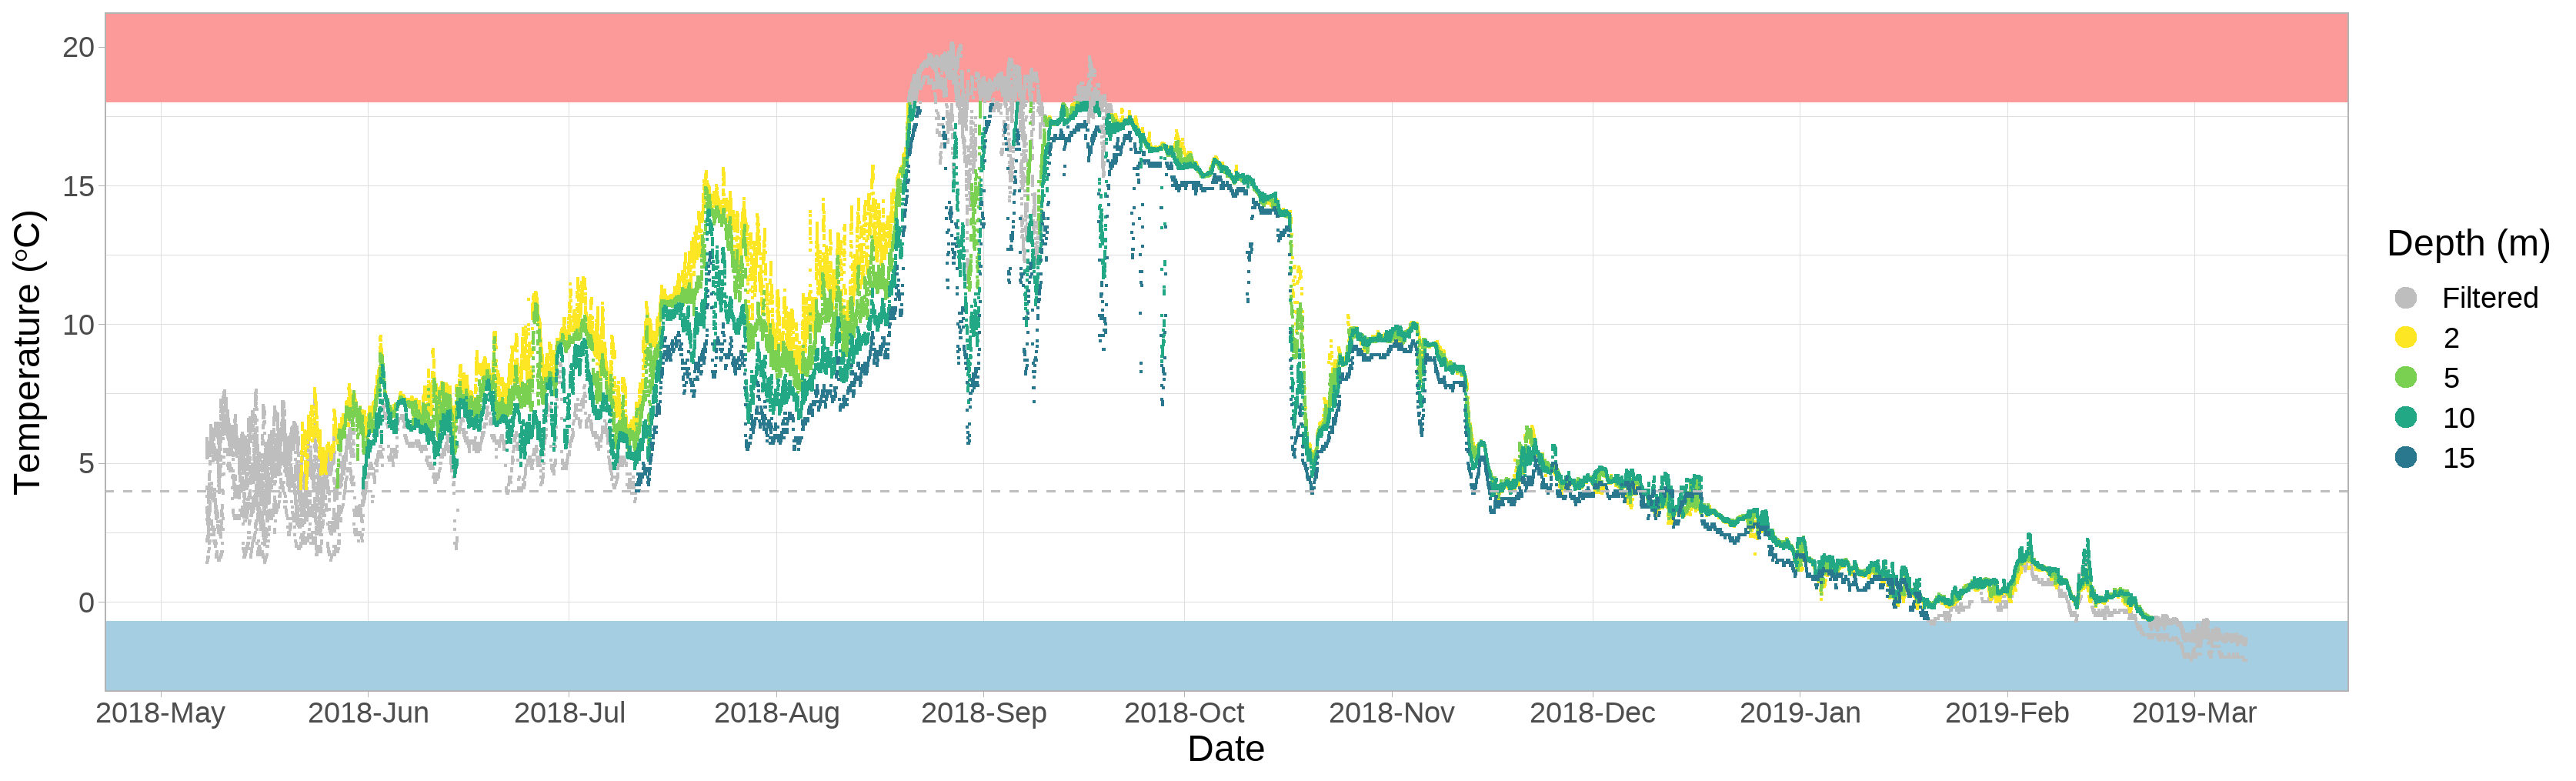 20
15
10
5
0
Temperature (°C)
2018-May 2018-Jun 2018-Jul 2018-Aug 2018-Sep 2018-Oct 2018-Nov 2018-Dec 2019-Jan 2019-Feb 2019-Mar
Date
Depth (m)
Filtered
2
5
10
15